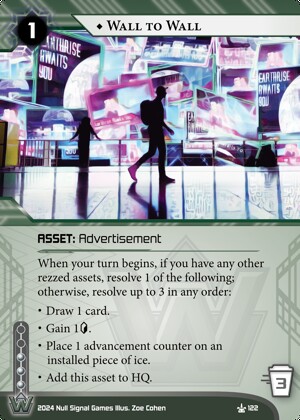 1
♦ Wall to Wall
EARTHRISE
AWAITS
YOU
EARTHRISE
AWAITS
YOU
ASSET: Advertisement
When your turn begins, if you have any other
rezzed assets, resolve 1 of the following;
otherwise, resolve up to 3 in any order:
• Draw 1 card.
• Gain 1
• Place 1 advancement counter on an
installed piece of ice.
• Add this asset to HQ.
3
2024 Null Signal Games Illus. Zoe Cohen
122